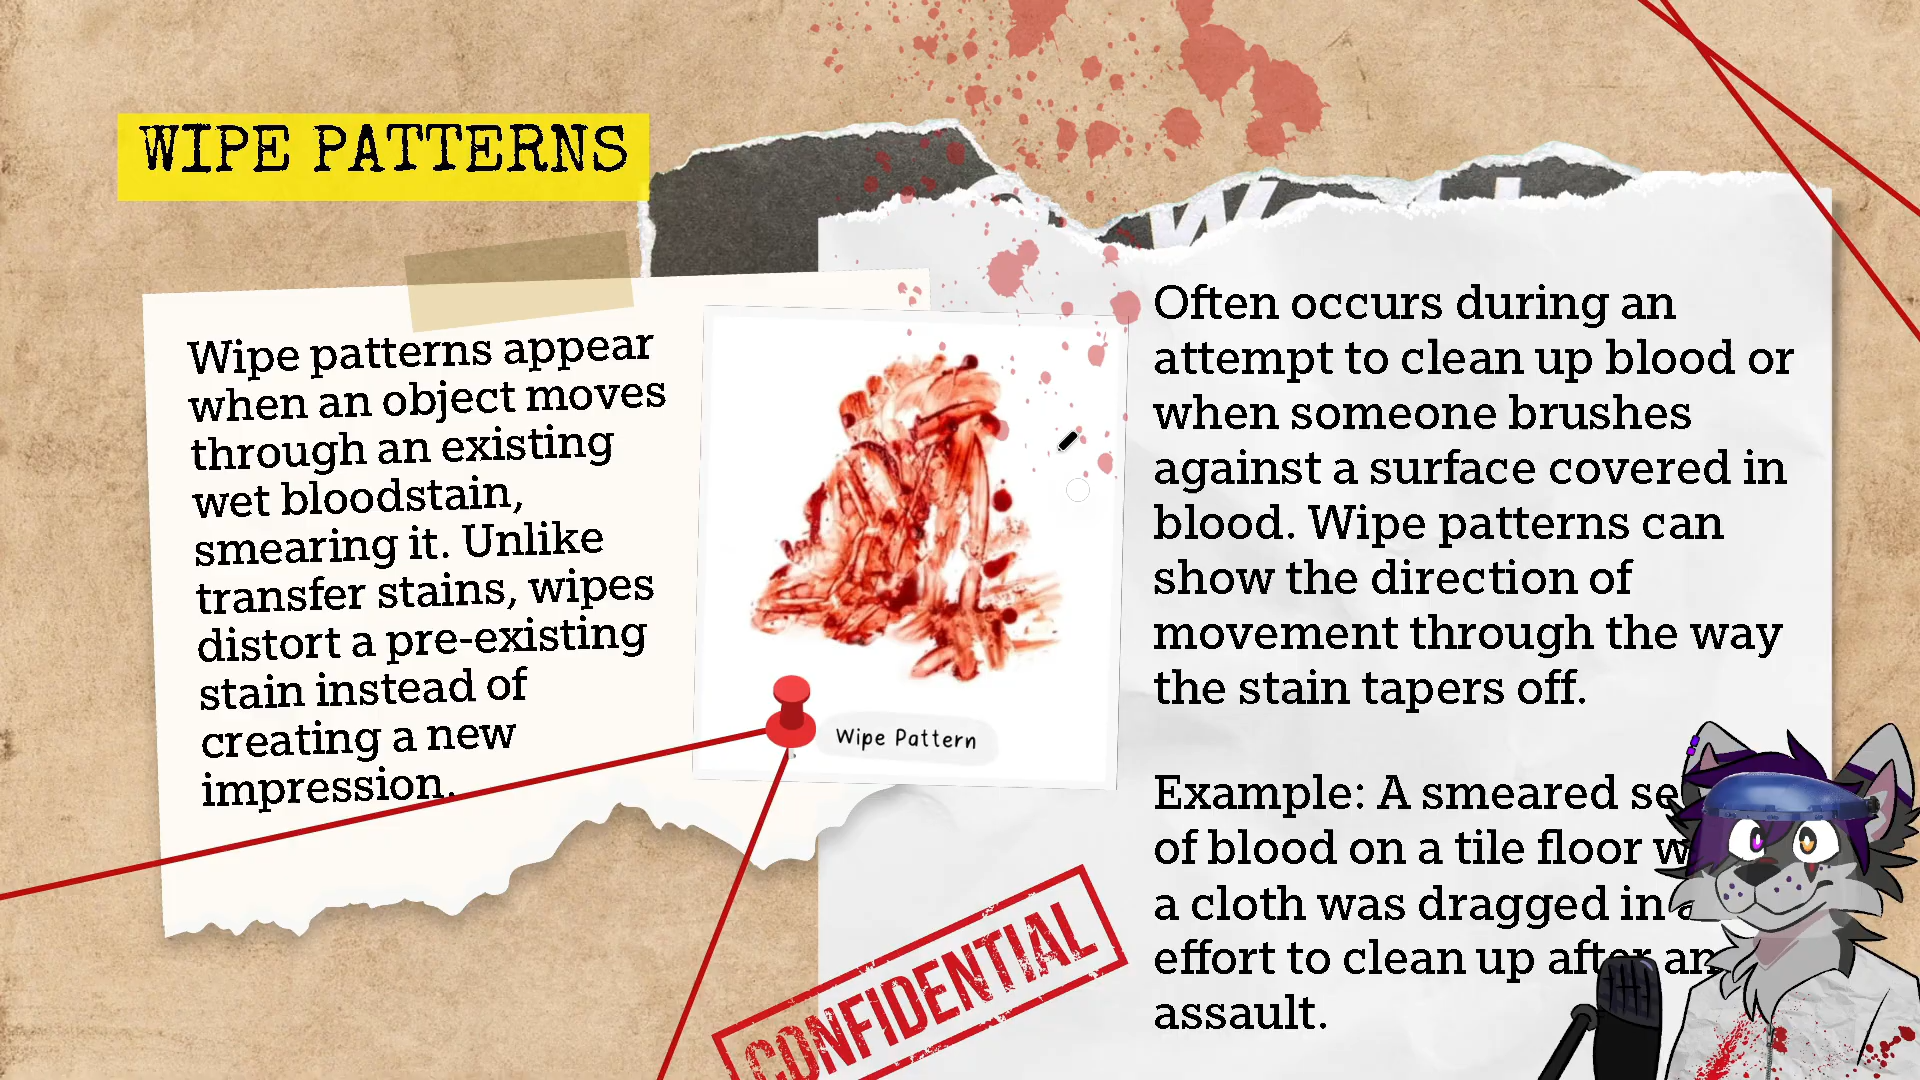 WIPE PATTERNS
Wipe patterns appear
when an object moves
through an existing
wet bloodstain,
smearing it. Unlike
transfer stains, wipes
distort a pre-existing
stain instead of
creating a new
impression.
Wipe Pattern
Often occurs during an
attempt to clean up blood or
when someone brushes
against a surface covered in
blood. Wipe patterns can
show the direction of
movement through the way
the stain tapers off.
Example: A smeared
of blood on a tile floor
a cloth was dragged in
effort to clean up after an
assault.
CONFIDENTIAL